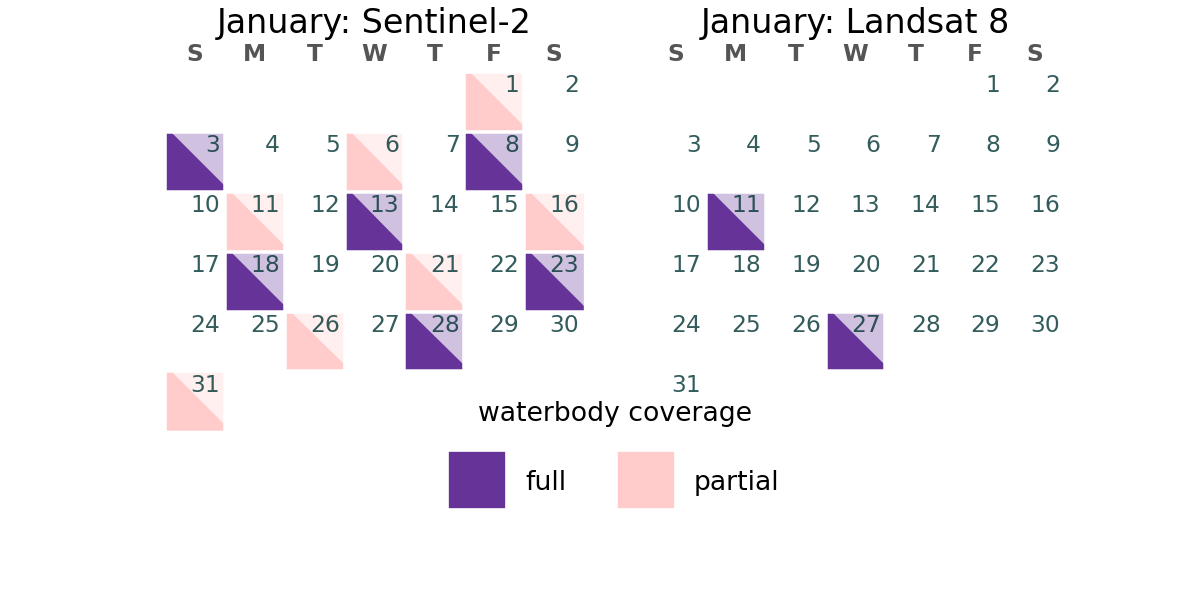 January: Sentinel-2
S M T W T F S
1 2
3 4 5 6 7 8 9
10 11 12 13 14 15 16
17 18 19 20 21 22 23
24 25 26 27 28 29 30
31
January: Landsat 8
S M T W T F S
1 2
3 4 5 6 7 8 9
10 11 12 13 14 15 16
17 18 19 20 21 22 23
24 25 26 27 28 29 30
31
waterbody coverage
full partial